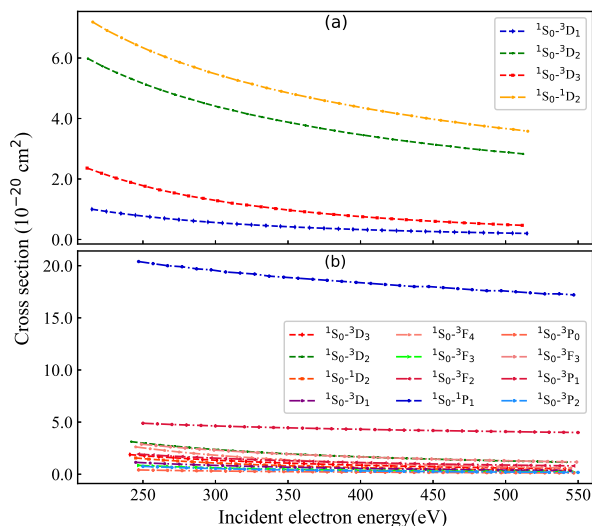 (a)
6.0
4.0
2.0
0.0
¹S₀-³D₁
¹S₀-³D₂
¹S₀-³D₃
¹S₀-¹D₂
Cross section (10⁻²⁰ cm²)
(b)
20.0
15.0
10.0
5.0
0.0
¹S₀-³D₃ ¹S₀-³F₄ ¹S₀-³P₀
¹S₀-³D₂ ¹S₀-³F₃ ¹S₀-³F₃
¹S₀-¹D₂ ¹S₀-³F₂ ¹S₀-³P₁
¹S₀-³D₁ ¹S₀-¹P₁ ¹S₀-³P₂
250 300 350 400 450 500 550
Incident electron energy(eV)